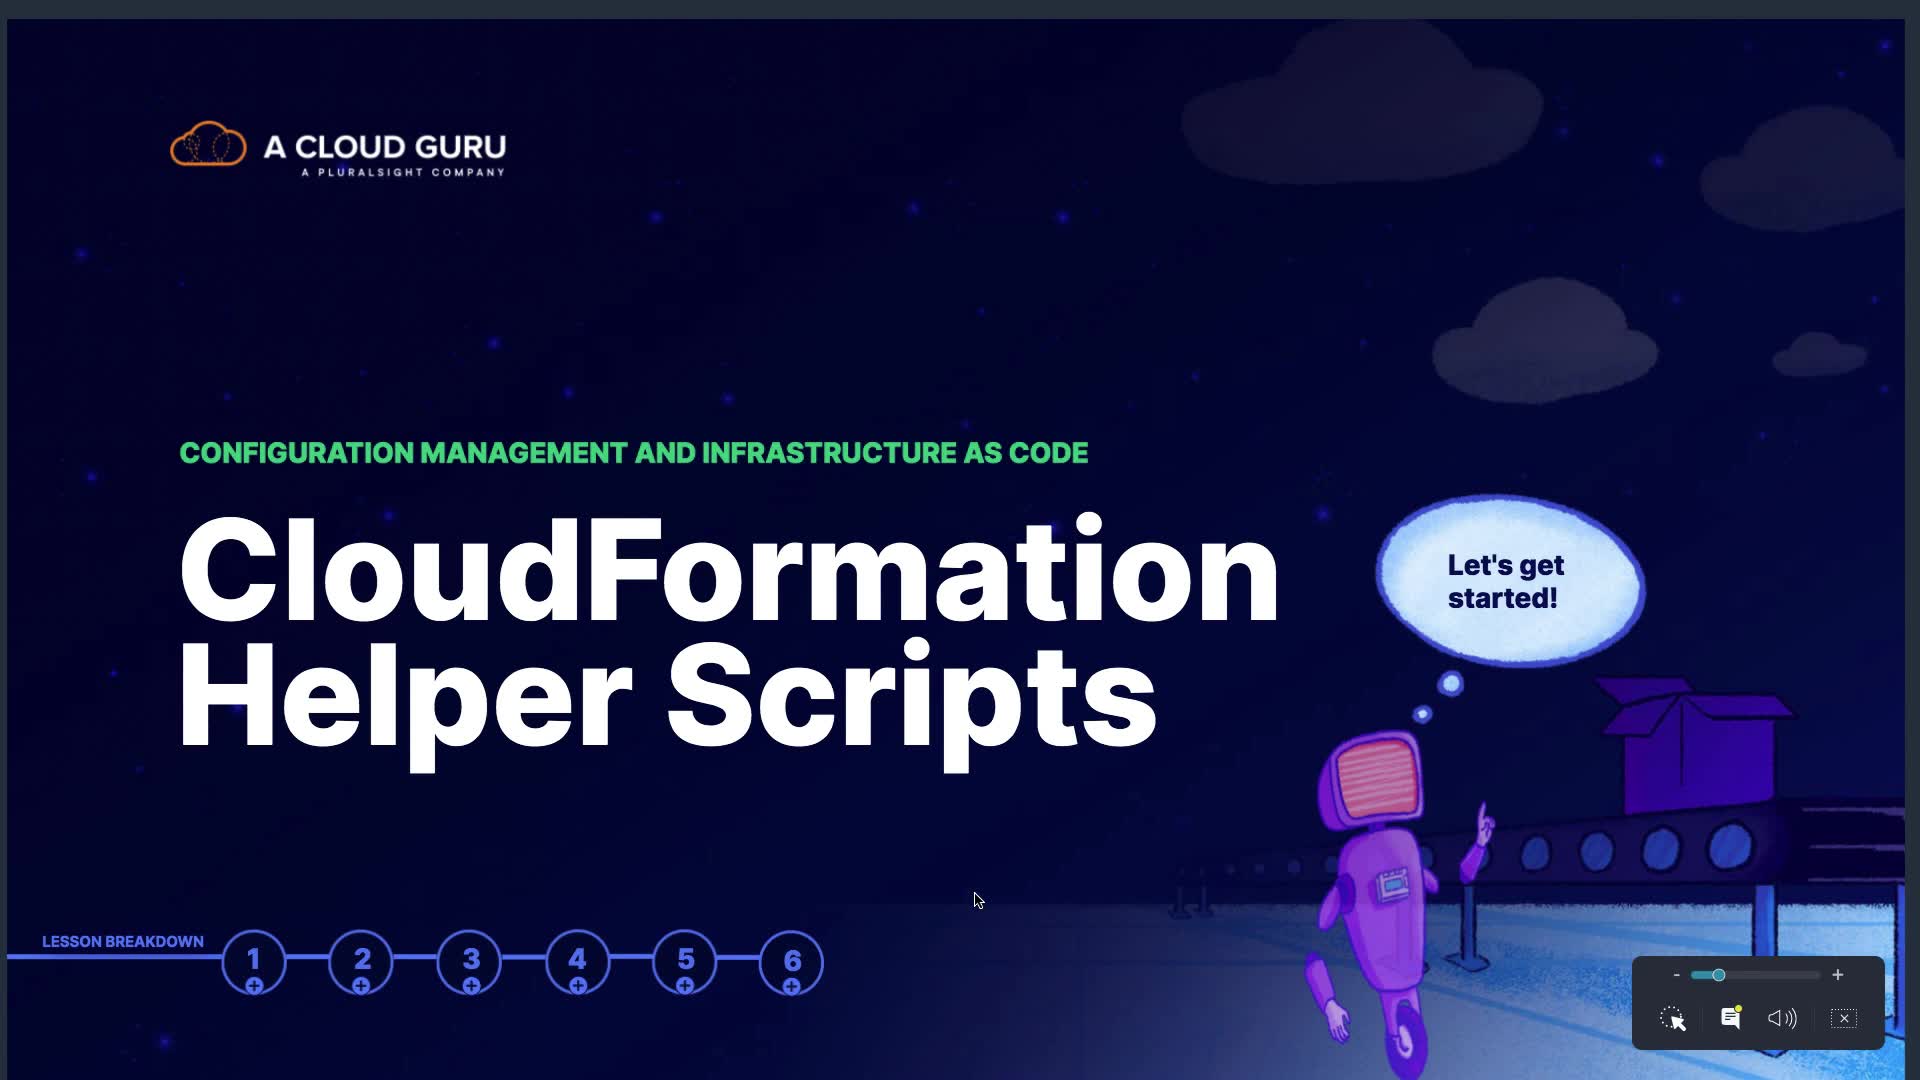 A CLOUD GURU
A PLURALSIGHT COMPANY
CONFIGURATION MANAGEMENT AND INFRASTRUCTURE AS CODE
CloudFormation
Helper Scripts
Let's get
started!
LESSON BREAKDOWN
1
2
3
4
5
6